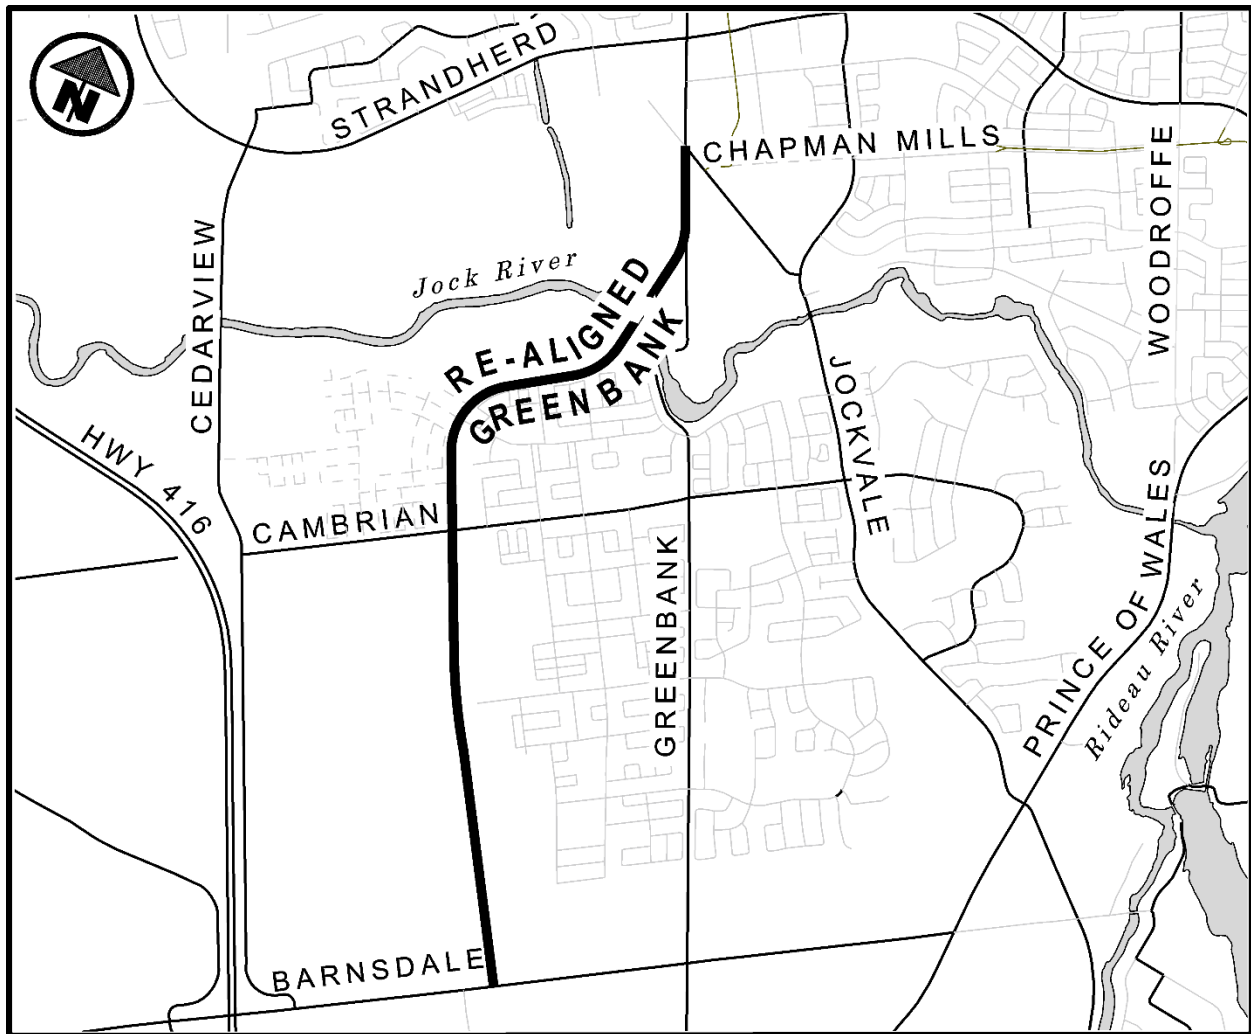 N
STRANDHERD
CHAPMAN MILLS
WOODROFFE
CEDARVIEW
Jock River
RE-ALIGNED
GREENBANK
JOCKVALE
HWY 416
CAMBRIAN
GREENBANK
PRINCE OF WALES
Rideau River
BARNSDALE